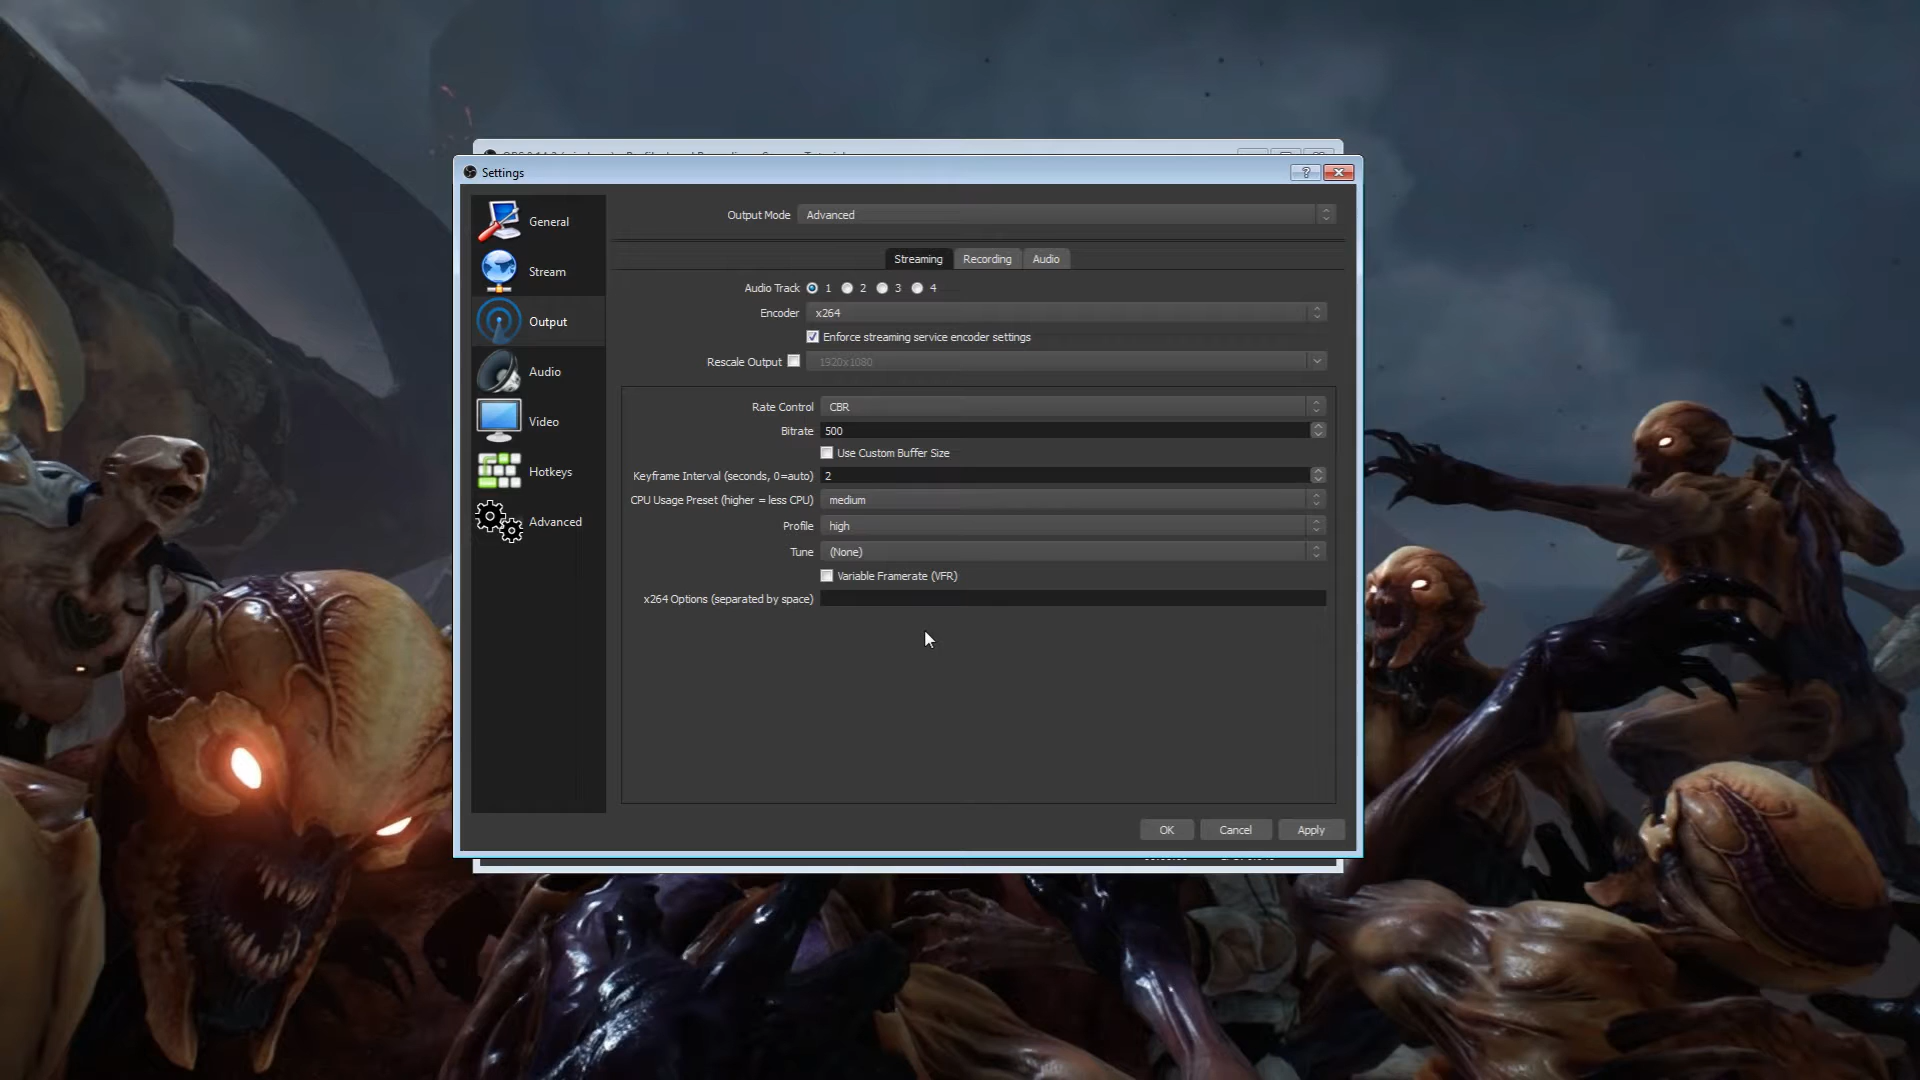 Settings
General
Stream
Output
Audio
Video
Hotkeys
Advanced
Output Mode Advanced
Streaming Recording Audio
Audio Track 1 2 3 4
Encoder x264
Enforce streaming service encoder settings
Rescale Output 1920x1080
Rate Control CBR
Bitrate 500
Use Custom Buffer Size
Keyframe Interval (seconds, 0=auto) 2
CPU Usage Preset (higher = less CPU) medium
Profile high
Tune (None)
Variable Framerate (VFR)
x264 Options (separated by space)
OK Cancel Apply